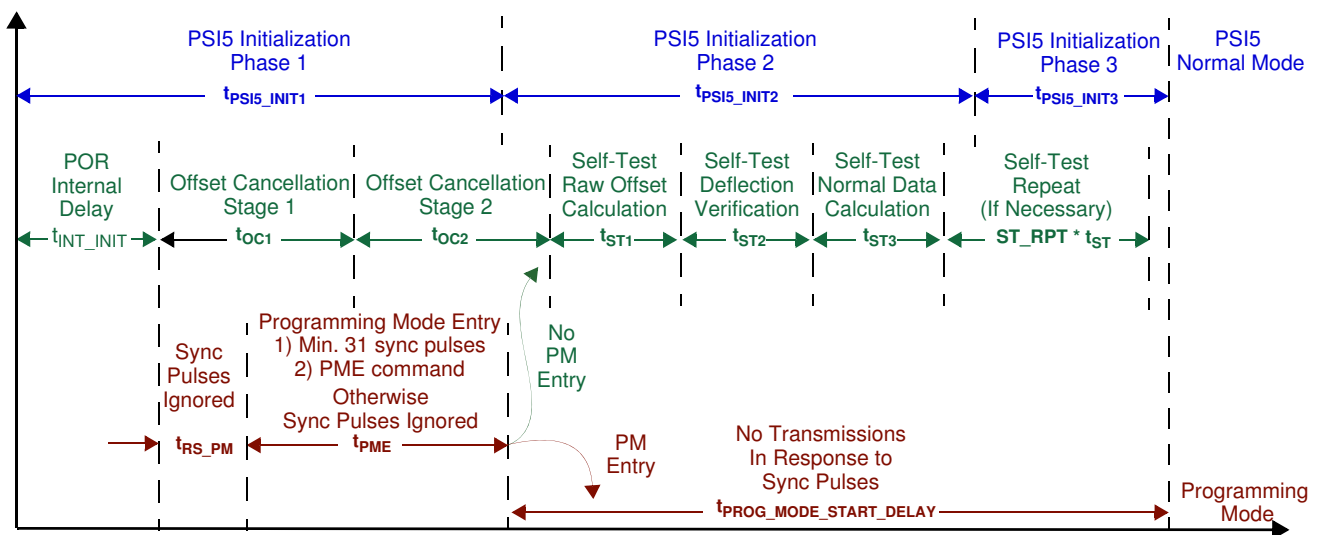 PSI5 Initialization
Phase 1
tPSI5_INIT1
PSI5 Initialization
Phase 2
tPSI5_INIT2
PSI5 Initialization
Phase 3
tPSI5_INIT3
PSI5
Normal Mode
POR
Internal
Delay
tINT_INIT
Offset Cancellation
Stage 1
tOC1
Offset Cancellation
Stage 2
tOC2
Self-Test
Raw Offset
Calculation
tST1
Self-Test
Deflection
Verification
tST2
Self-Test
Normal Data
Calculation
tST3
Self-Test
Repeat
(If Necessary)
ST_RPT * tST
Sync
Pulses
Ignored
tRS_PM
Programming Mode Entry
1) Min. 31 sync pulses
2) PME command
Otherwise
Sync Pulses Ignored
tPME
No
PM
Entry
PM
Entry
No Transmissions
In Response to
Sync Pulses
tPROG_MODE_START_DELAY
Programming
Mode